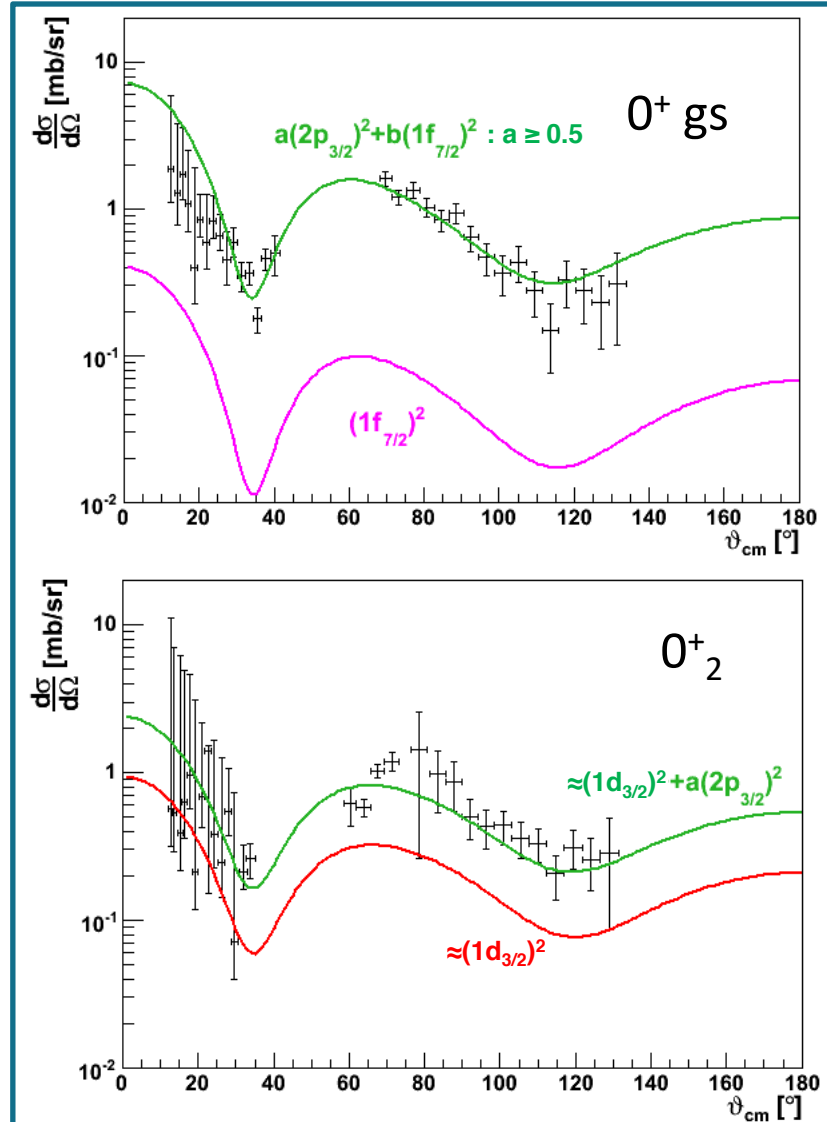 dσ/dΩ [mb/sr]
10
1
10⁻¹
10⁻²
0⁺ gs
a(2p₃/₂)²+b(1f₇/₂)² : a ≥ 0.5
(1f₇/₂)²
0 20 40 60 80 100 120 140 160 180
ϑcm [°]
dσ/dΩ [mb/sr]
10
1
10⁻¹
10⁻²
0⁺₂
≈(1d₃/₂)²+a(2p₃/₂)²
≈(1d₃/₂)²
0 20 40 60 80 100 120 140 160 180
ϑcm [°]